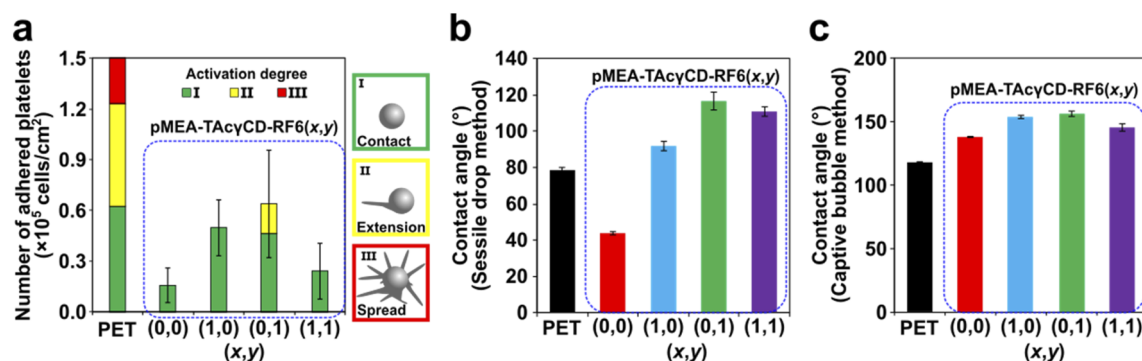 a
Number of adhered platelets
(×10⁵ cells/cm²)
1.5
1.2
0.9
0.6
0.3
0.0
Activation degree
I II III
pMEA-TAcγCD-RF6(x,y)
PET (0,0) (1,0) (0,1) (1,1)
(x,y)
I
Contact
II
Extension
III
Spread
b
Contact angle (°)
(Sessile drop method)
140
120
100
80
60
40
20
0
pMEA-TAcγCD-RF6(x,y)
PET (0,0) (1,0) (0,1) (1,1)
(x,y)
c
Contact angle (°)
(Captive bubble method)
200
150
100
50
0
pMEA-TAcγCD-RF6(x,y)
PET (0,0) (1,0) (0,1) (1,1)
(x,y)